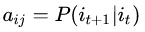 a_{ij} = P(i_{t+1}|i_t)